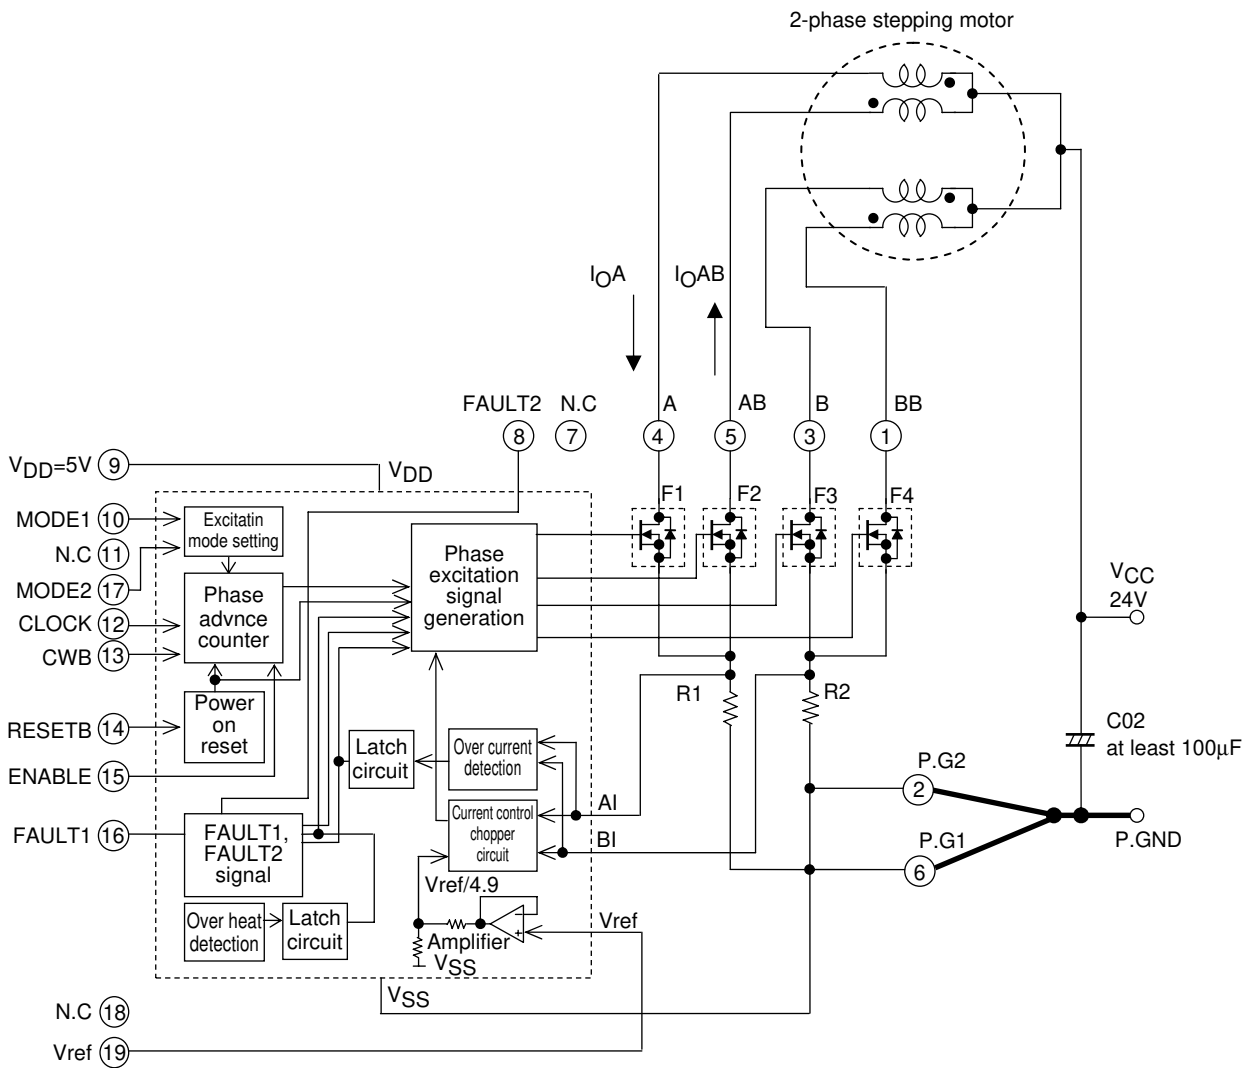 2-phase stepping motor
IOA
IOAB
FAULT2
N.C
A
AB
B
BB
8
7
4
5
3
1
VDD=5V
9
VDD
F1
F2
F3
F4
MODE1
10
Excitatin
mode setting
N.C
11
MODE2
17
Phase
excitation
signal
generation
Phase
advnce
counter
CLOCK
12
CWB
13
VCC
24V
R1
R2
Power
on
reset
RESETB
14
Latch
circuit
Over current
detection
C02
at least 100μF
ENABLE
15
P.G2
2
AI
Current control
chopper
circuit
BI
FAULT1
16
FAULT1,
FAULT2
signal
P.GND
P.G1
6
Vref/4.9
Over heat
detection
Latch
circuit
Vref
-
+
Amplifier
VSS
VSS
N.C
18
Vref
19